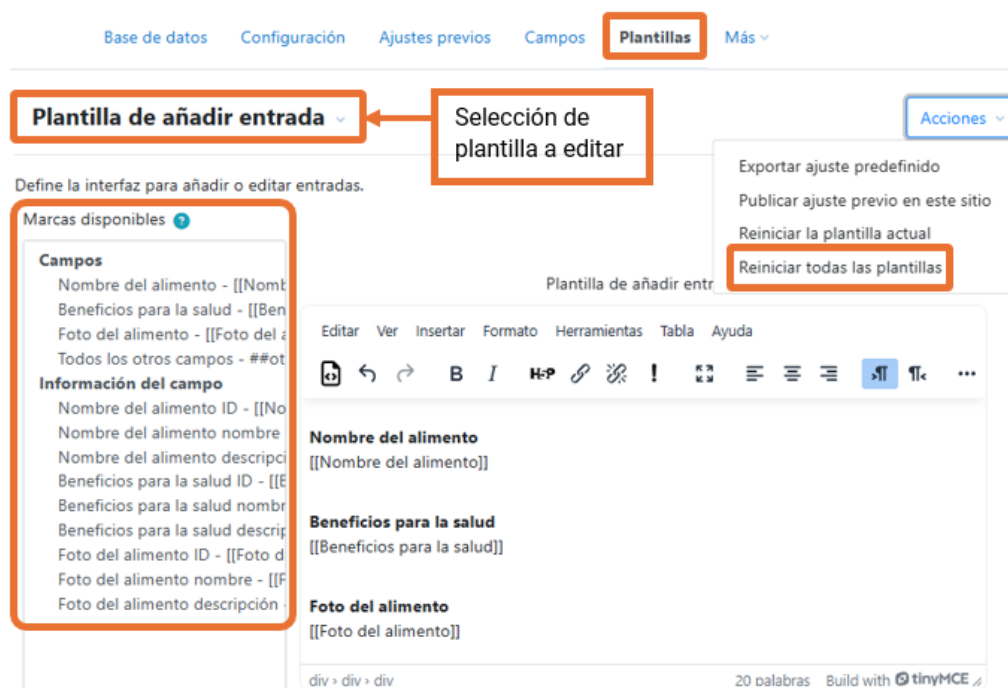 Base de datos Configuración Ajustes previos Campos Plantillas Más
Plantilla de añadir entrada
Selección de
plantilla a editar
Acciones
Exportar ajuste predefinido
Publicar ajuste previo en este sitio
Reiniciar la plantilla actual
Reiniciar todas las plantillas
Define la interfaz para añadir o editar entradas.
Marcas disponibles ?
Campos
Nombre del alimento - [[Nomb
Beneficios para la salud - [[Ben
Foto del alimento - [[Foto del a
Todos los otros campos - ##ot
Información del campo
Nombre del alimento ID - [[No
Nombre del alimento nombre
Nombre del alimento descripci
Beneficios para la salud ID - [[B
Beneficios para la salud nombr
Beneficios para la salud descrip
Foto del alimento ID - [[Foto d
Foto del alimento nombre - [[F
Foto del alimento descripción -
Plantilla de añadir entr
Editar Ver Insertar Formato Herramientas Tabla Ayuda
B I H5P
Nombre del alimento
[[Nombre del alimento]]
Beneficios para la salud
[[Beneficios para la salud]]
Foto del alimento
[[Foto del alimento]]
div › div › div 20 palabras Build with tinyMCE